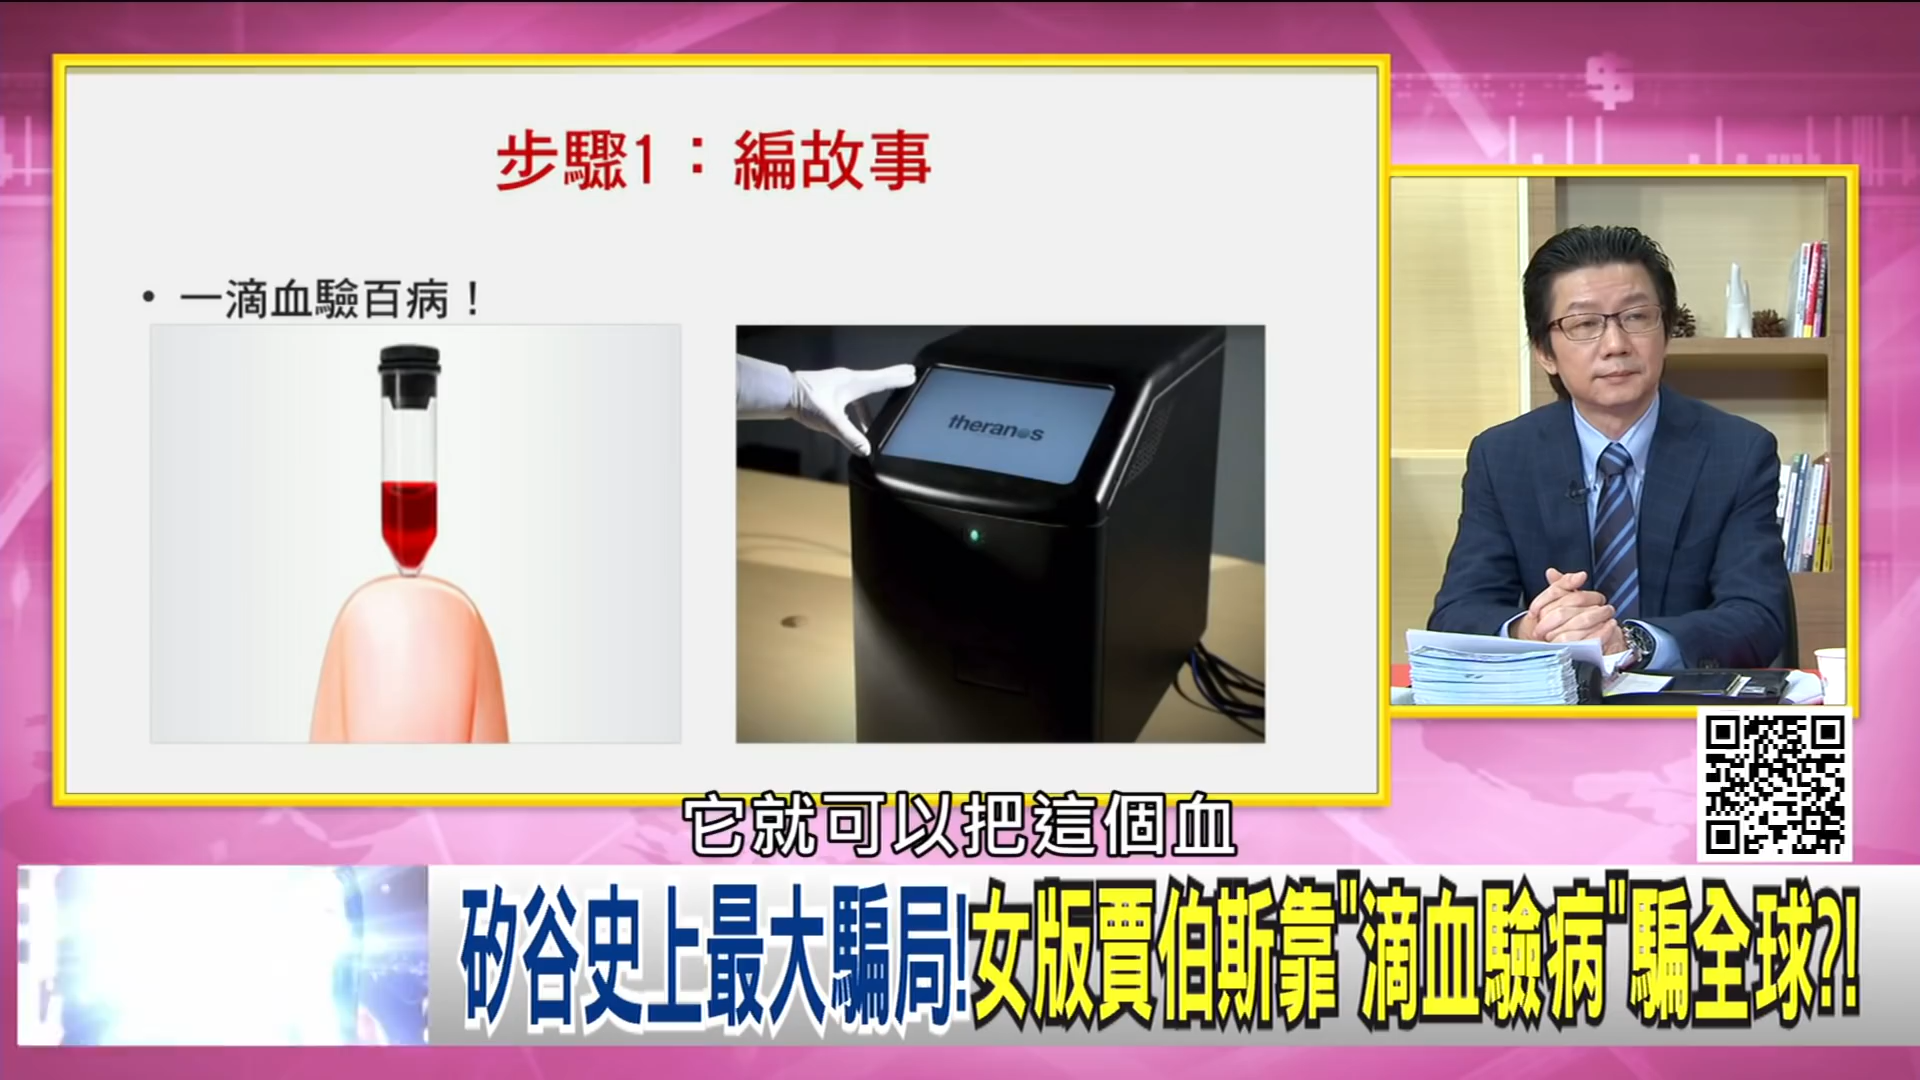 步驟1：編故事
• 一滴血驗百病！
theranos
它就可以把這個血
矽谷史上最大騙局!女版賈伯斯靠"滴血驗病"騙全球?!